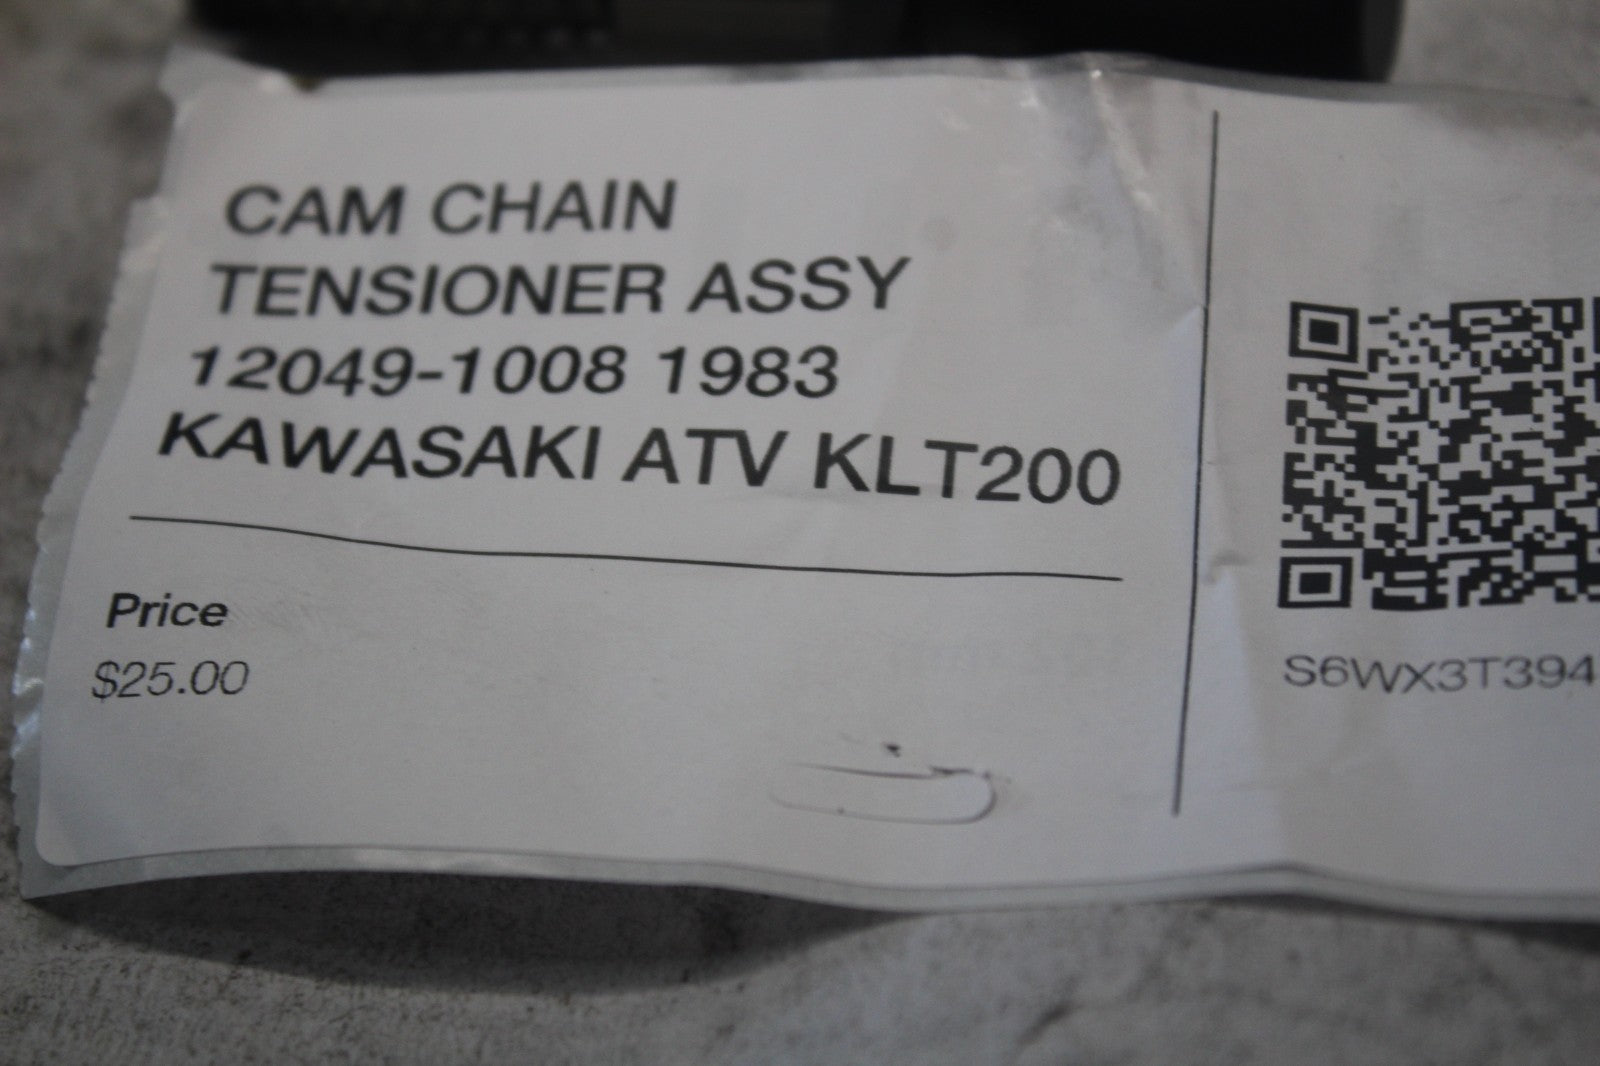 CAM CHAIN
TENSIONER ASSY
12049-1008 1983
KAWASAKI ATV KLT200
Price
$25.00
S6WX3T394